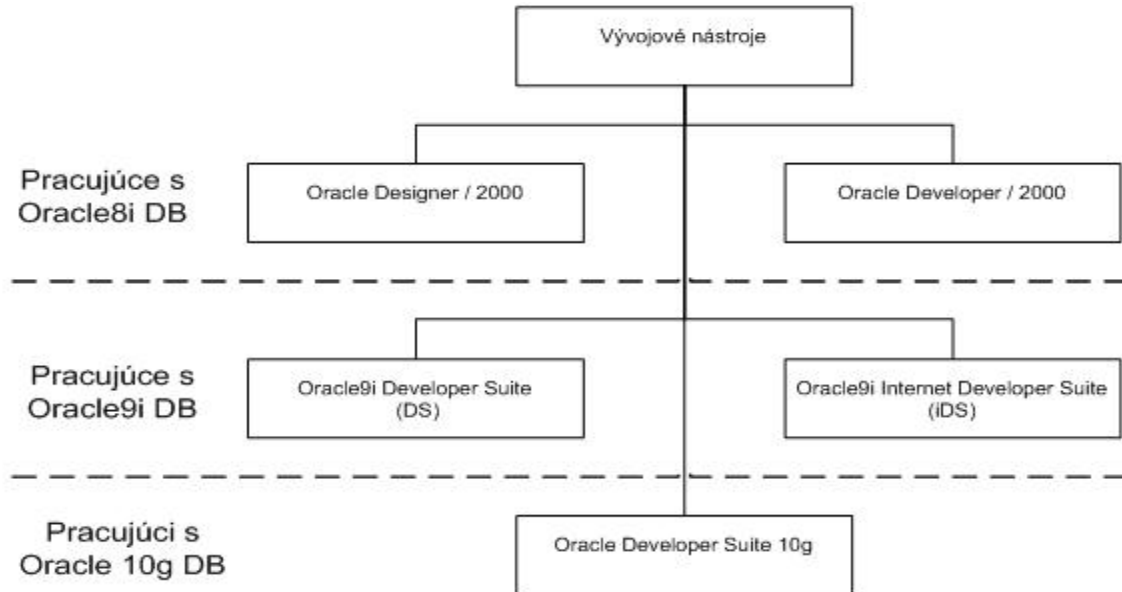 Vývojové nástroje
Pracujúce s
Oracle8i DB
Oracle Designer / 2000
Oracle Developer / 2000
Pracujúce s
Oracle9i DB
Oracle9i Developer Suite
(DS)
Oracle9i Internet Developer Suite
(iDS)
Pracujúci s
Oracle 10g DB
Oracle Developer Suite 10g